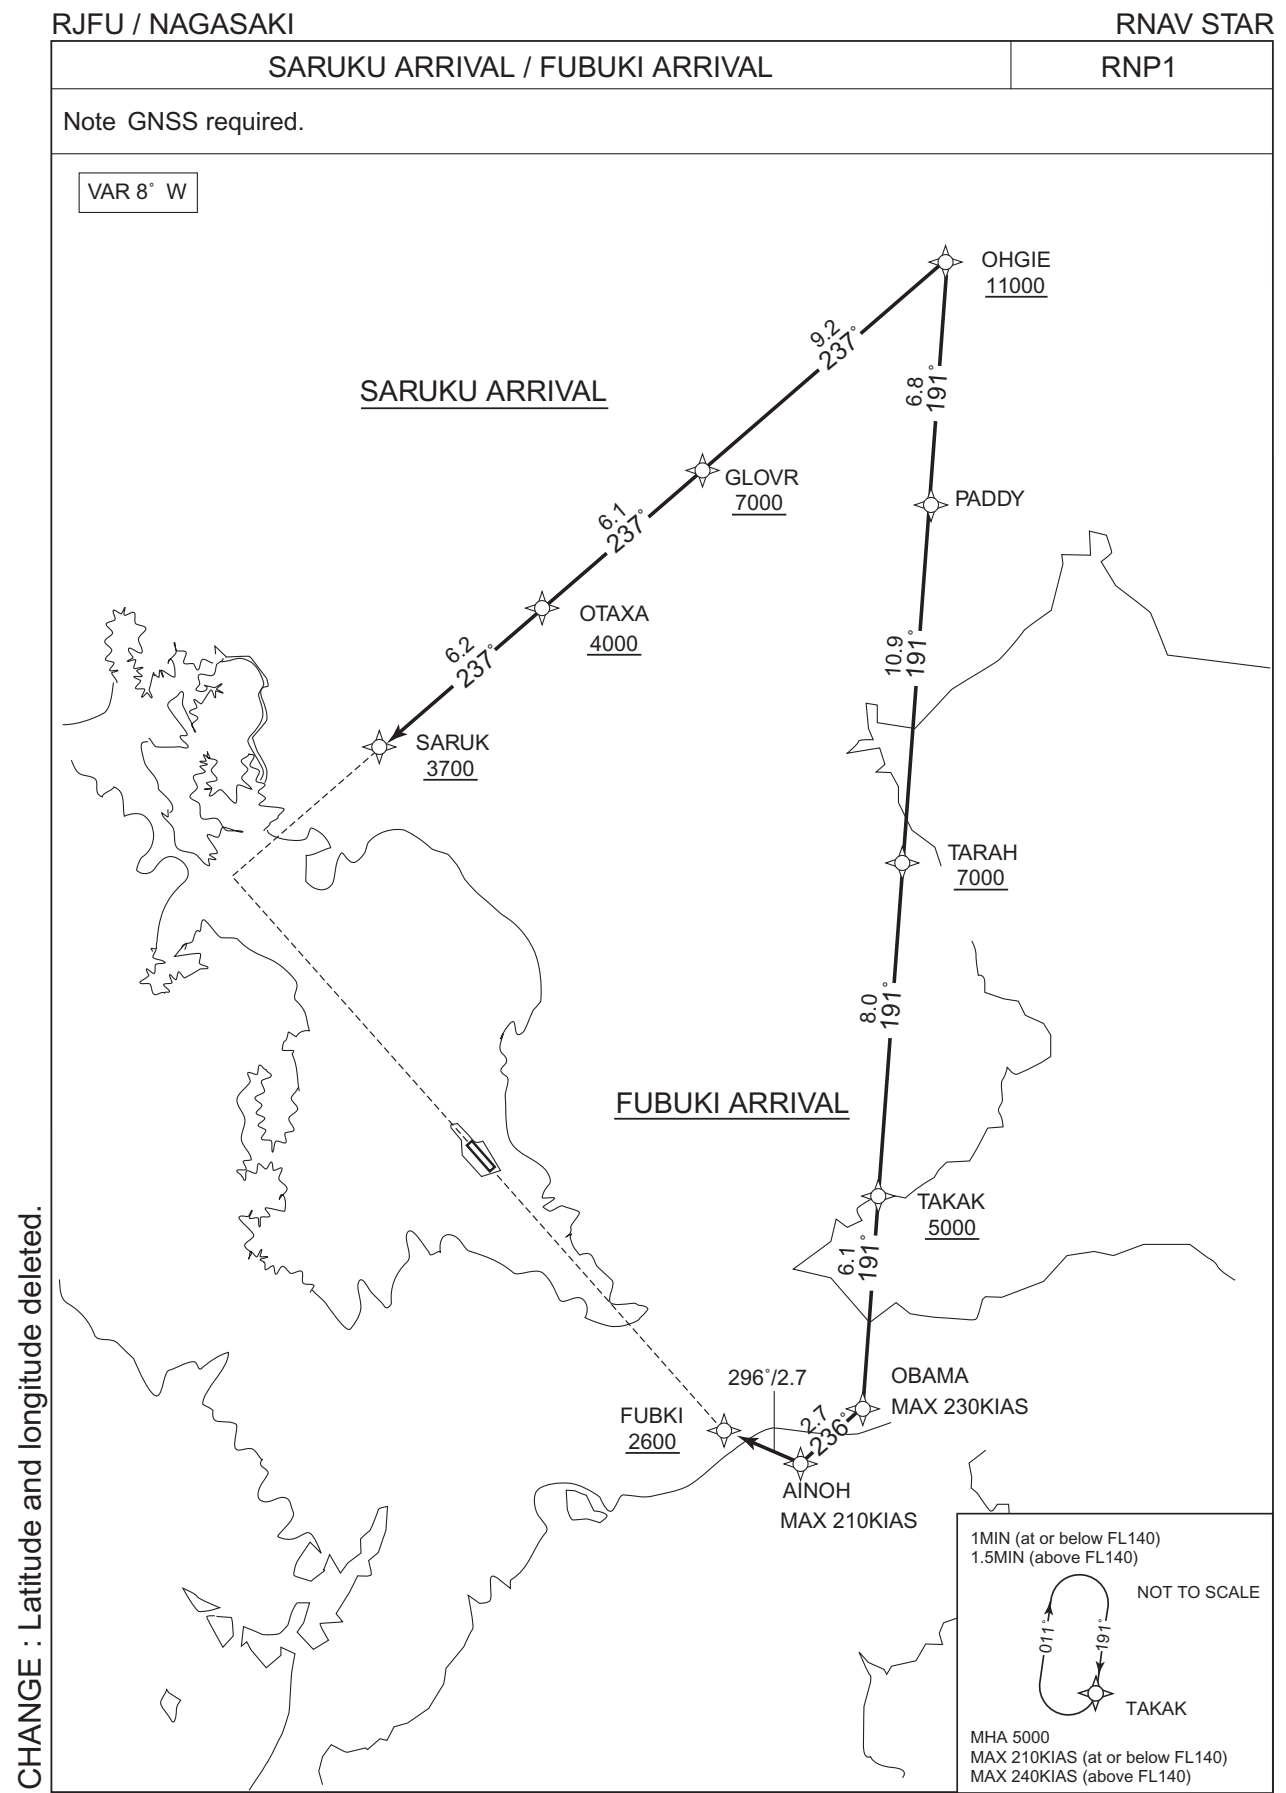 RJFU / NAGASAKI
RNAV STAR
SARUKU ARRIVAL / FUBUKI ARRIVAL
RNP1
Note GNSS required.
VAR 8° W
OHGIE
11000
9.2
237°
6.8
191°
SARUKU ARRIVAL
GLOVR
7000
PADDY
6.1
237°
OTAXA
4000
10.9
191°
6.2
237°
SARUK
3700
TARAH
7000
8.0
191°
FUBUKI ARRIVAL
TAKAK
5000
6.1
191°
OBAMA
MAX 230KIAS
296°/2.7
2.7
236°
FUBKI
2600
AINOH
MAX 210KIAS
1MIN (at or below FL140)
1.5MIN (above FL140)
NOT TO SCALE
011°
191°
TAKAK
MHA 5000
MAX 210KIAS (at or below FL140)
MAX 240KIAS (above FL140)
CHANGE : Latitude and longitude deleted.